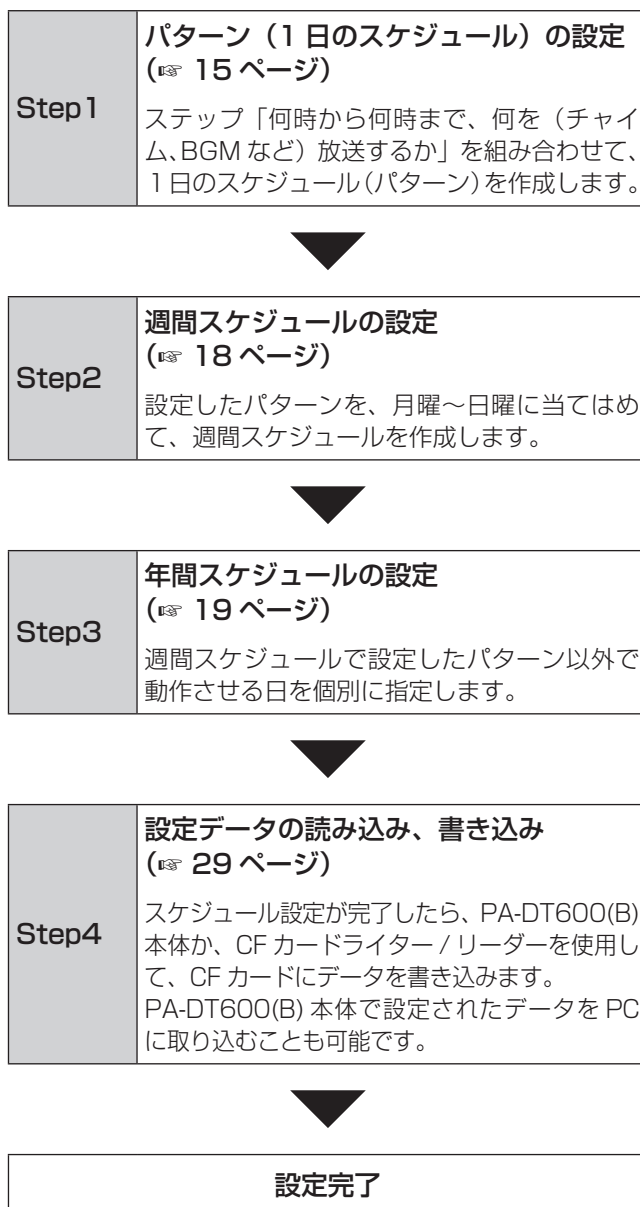 Step1
パターン（1日のスケジュール）の設定
（☞ 15 ページ）
ステップ「何時から何時まで、何を（チャイ
ム、BGM など）放送するか」を組み合わせて、
1日のスケジュール（パターン）を作成します。
Step2
週間スケジュールの設定
（☞ 18 ページ）
設定したパターンを、月曜～日曜に当てはめ
て、週間スケジュールを作成します。
Step3
年間スケジュールの設定
（☞ 19 ページ）
週間スケジュールで設定したパターン以外で
動作させる日を個別に指定します。
Step4
設定データの読み込み、書き込み
（☞ 29 ページ）
スケジュール設定が完了したら、PA-DT600(B)
本体か、CF カードライター / リーダーを使用し
て、CF カードにデータを書き込みます。
PA-DT600(B) 本体で設定されたデータを PC
に取り込むことも可能です。
設定完了